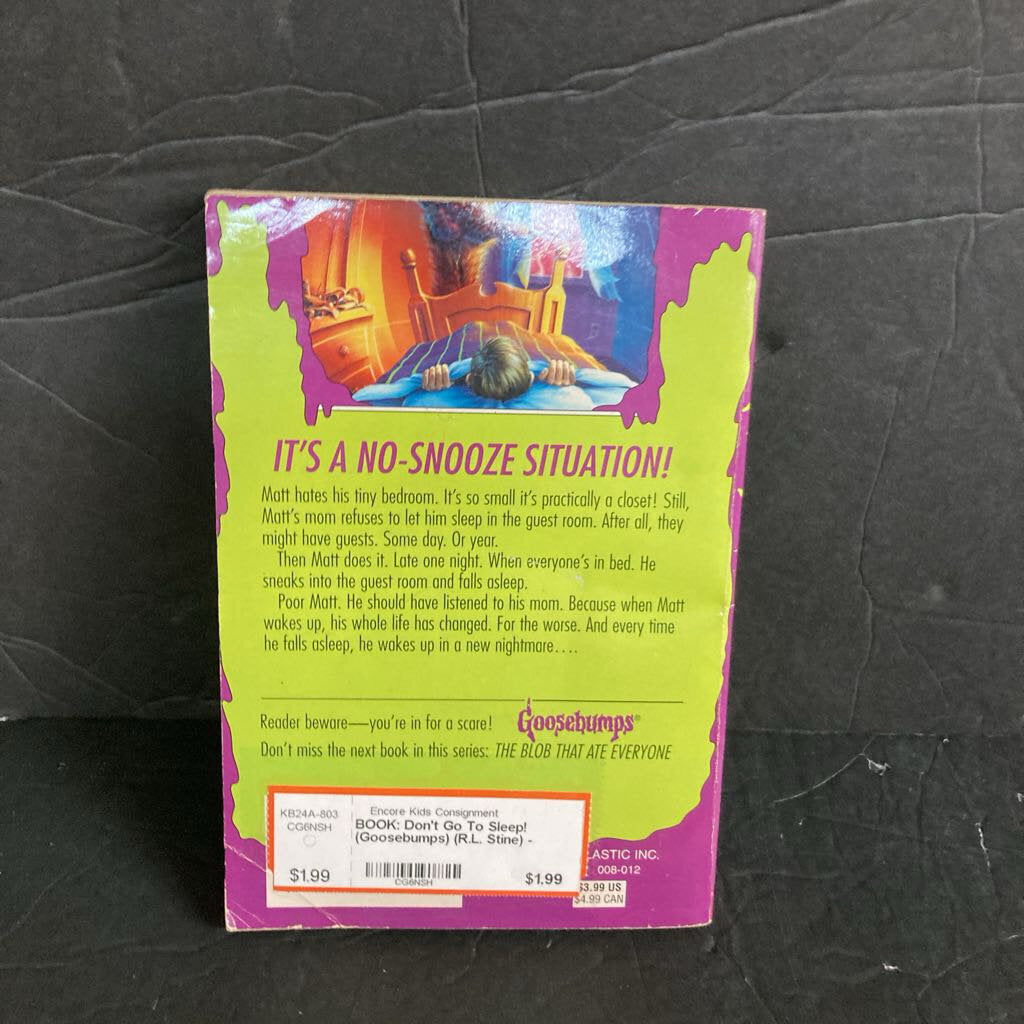 IT'S A NO-SNOOZE SITUATION!
Matt hates his tiny bedroom. It's so small it's practically a closet! Still,
Matt's mom refuses to let him sleep in the guest room. After all, they
might have guests. Some day. Or year.
Then Matt does it. Late one night. When everyone's in bed. He
sneaks into the guest room and falls asleep.
Poor Matt. He should have listened to his mom. Because when Matt
wakes up, his whole life has changed. For the worse. And every time
he falls asleep, he wakes up in a new nightmare....
Reader beware—you're in for a scare! Goosebumps®
Don't miss the next book in this series: THE BLOB THAT ATE EVERYONE
KB24A-803
CG6NSH
$1.99
Encore Kids Consignment
BOOK: Don't Go To Sleep!
(Goosebumps) (R.L. Stine) -
CG6NSH
$1.99
LASTIC INC.
008-012
$3.99 US
$4.99 CAN